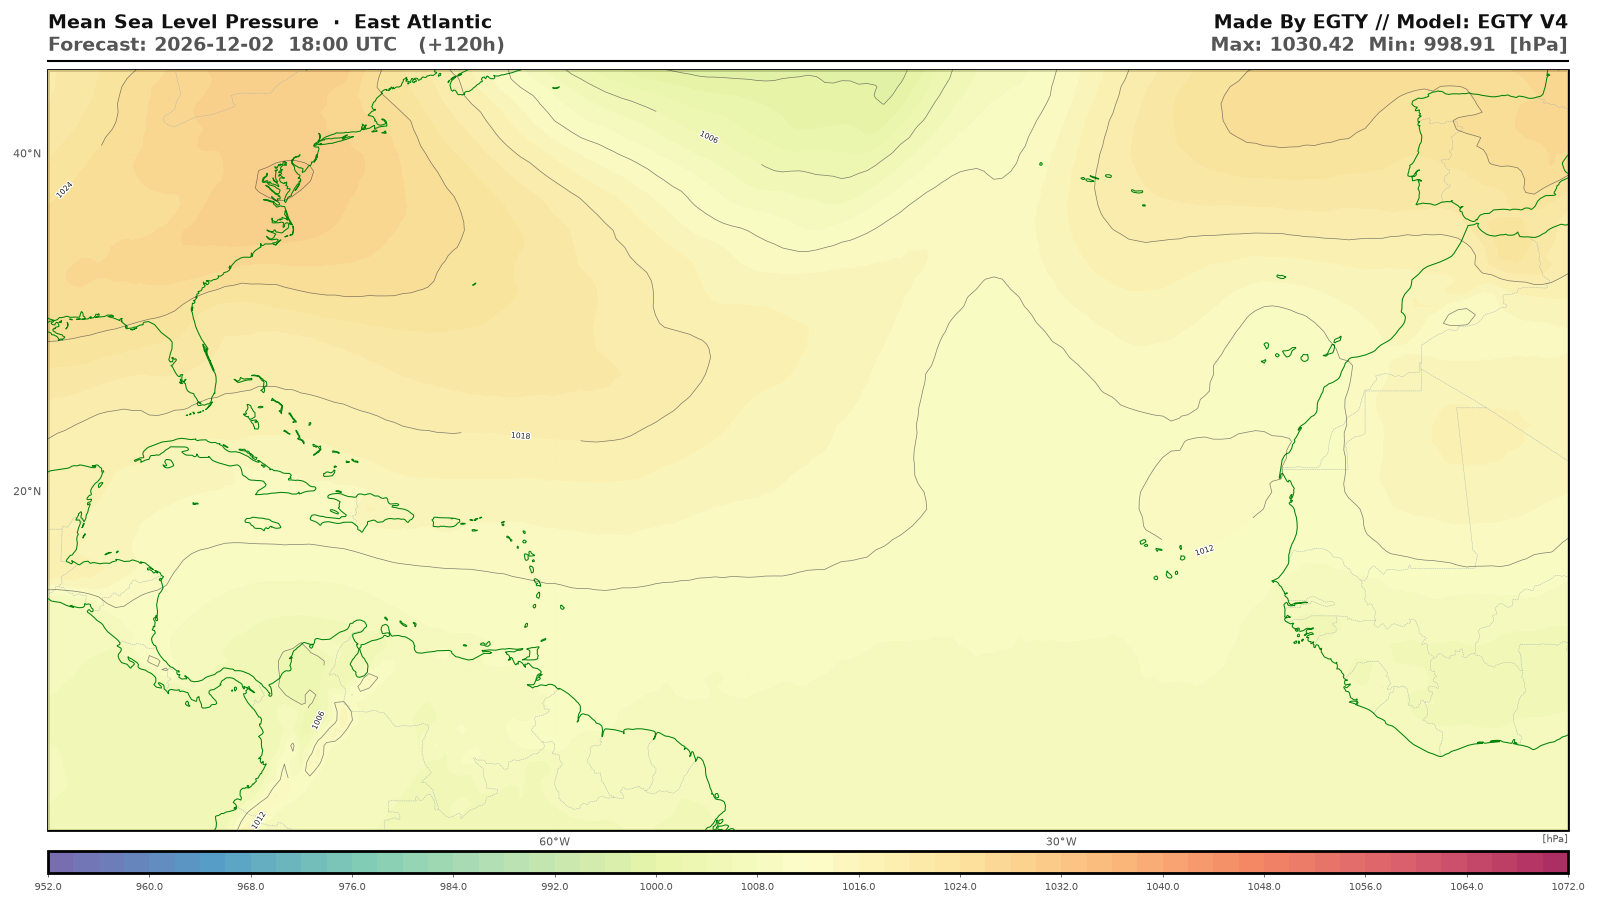 Mean Sea Level Pressure · East Atlantic
Made By EGTY // Model: EGTY V4
Forecast: 2026-12-02 18:00 UTC (+120h)
Max: 1030.42 Min: 998.91 [hPa]
1006
40°N
1024
1018
20°N
1012
1006
1012
60°W
30°W
[hPa]
952.0 960.0 968.0 976.0 984.0 992.0 1000.0 1008.0 1016.0 1024.0 1032.0 1040.0 1048.0 1056.0 1064.0 1072.0